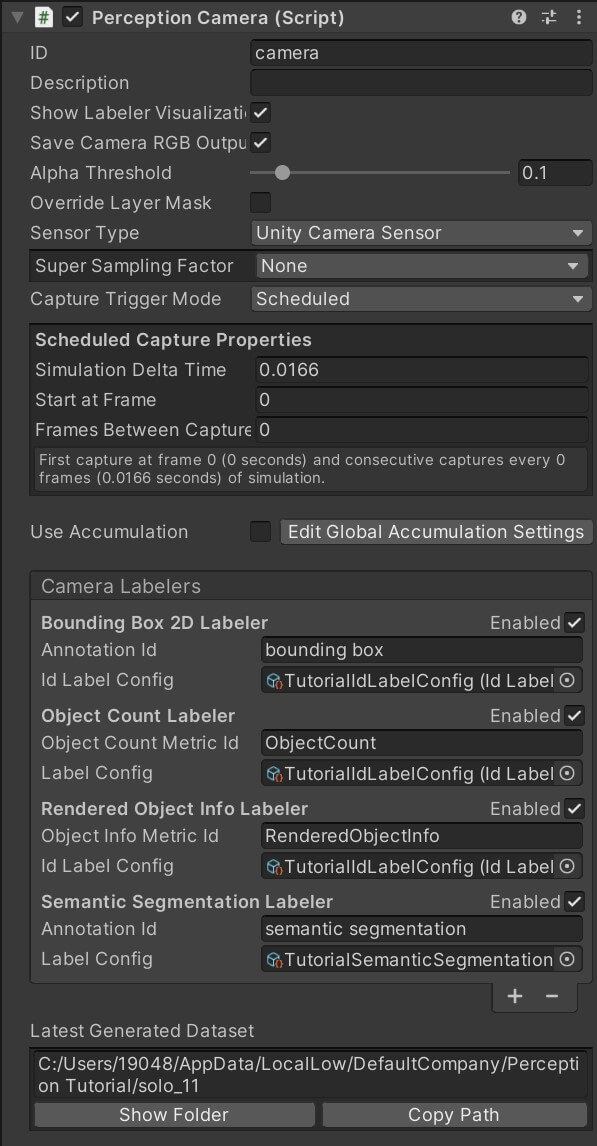 Perception Camera (Script)
ID camera
Description
Show Labeler Visualizati
Save Camera RGB Outpu
Alpha Threshold 0.1
Override Layer Mask
Sensor Type Unity Camera Sensor
Super Sampling Factor None
Capture Trigger Mode Scheduled
Scheduled Capture Properties
Simulation Delta Time 0.0166
Start at Frame 0
Frames Between Capture 0
First capture at frame 0 (0 seconds) and consecutive captures every 0
frames (0.0166 seconds) of simulation.
Use Accumulation Edit Global Accumulation Settings
Camera Labelers
Bounding Box 2D Labeler Enabled
Annotation Id bounding box
Id Label Config TutorialIdLabelConfig (Id Label
Object Count Labeler Enabled
Object Count Metric Id ObjectCount
Label Config TutorialIdLabelConfig (Id Label
Rendered Object Info Labeler Enabled
Object Info Metric Id RenderedObjectInfo
Id Label Config TutorialIdLabelConfig (Id Label
Semantic Segmentation Labeler Enabled
Annotation Id semantic segmentation
Label Config TutorialSemanticSegmentation
+ −
Latest Generated Dataset
C:/Users/19048/AppData/LocalLow/DefaultCompany/Percepti
on Tutorial/solo_11
Show Folder Copy Path